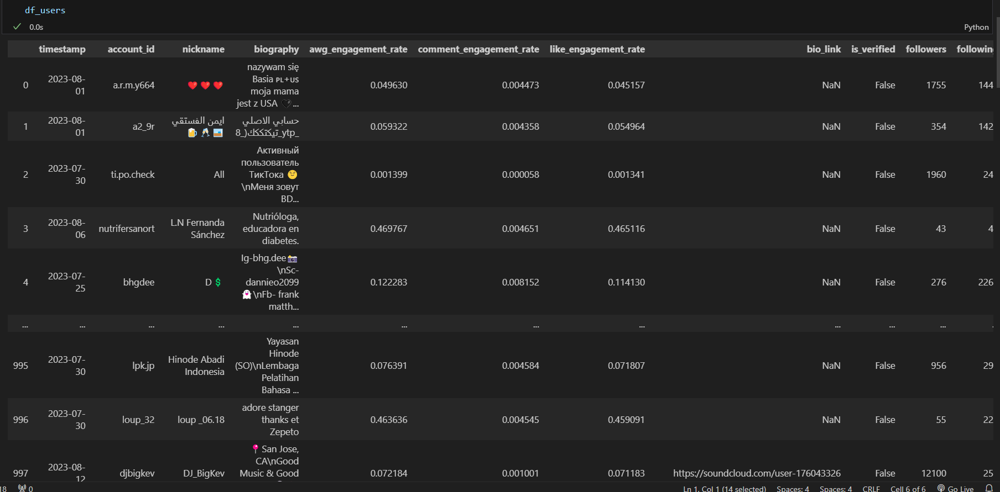 df_users
0.0s
Python
timestamp account_id nickname biography awg_engagement_rate comment_engagement_rate like_engagement_rate bio_link is_verified followers following
0 2023-08-01 a.r.m.y664 ❤️❤️❤️ nazywam się Basia ᴘʟ+ᴜs moja mama jest z USA 🖤... 0.049630 0.004473 0.045157 NaN False 1755 144
1 2023-08-01 a2_9r ايمن الفستقي 🍺🥂🖼️ حسابي الاصلي تيكتككك(_8_ytp_ 0.059322 0.004358 0.054964 NaN False 354 142
2 2023-07-30 ti.po.check All Активный пользователь ТикТока 😏\nМеня зовут BD... 0.001399 0.000058 0.001341 NaN False 1960 24
3 2023-08-06 nutrifersanort L.N Fernanda Sánchez Nutrióloga, educadora en diabetes. 0.469767 0.004651 0.465116 NaN False 43 4
4 2023-07-25 bhgdee D💲 Ig-bhg.dee📸\nSc-dannieo2099👻\nFb- frank matth... 0.122283 0.008152 0.114130 NaN False 276 226
... ... ... ... ... ... ... ... ... ... ...
995 2023-07-30 lpk.jp Hinode Abadi Indonesia Yayasan Hinode (SO)\nLembaga Pelatihan Bahasa ... 0.076391 0.004584 0.071807 NaN False 956 29
996 2023-07-30 loup_32 loup _06.18 adore stanger thanks et Zepeto 0.463636 0.004545 0.459091 NaN False 55 22
997 2023-08-12 djbigkev DJ_BigKev 📍San Jose, CA\nGood Music & Good 0.072184 0.001001 0.071183 https://soundcloud.com/user-176043326 False 12100 25
18 0 Ln 1, Col 1 (14 selected) Spaces: 4 Spaces: 4 CRLF Cell 6 of 6 Go Live